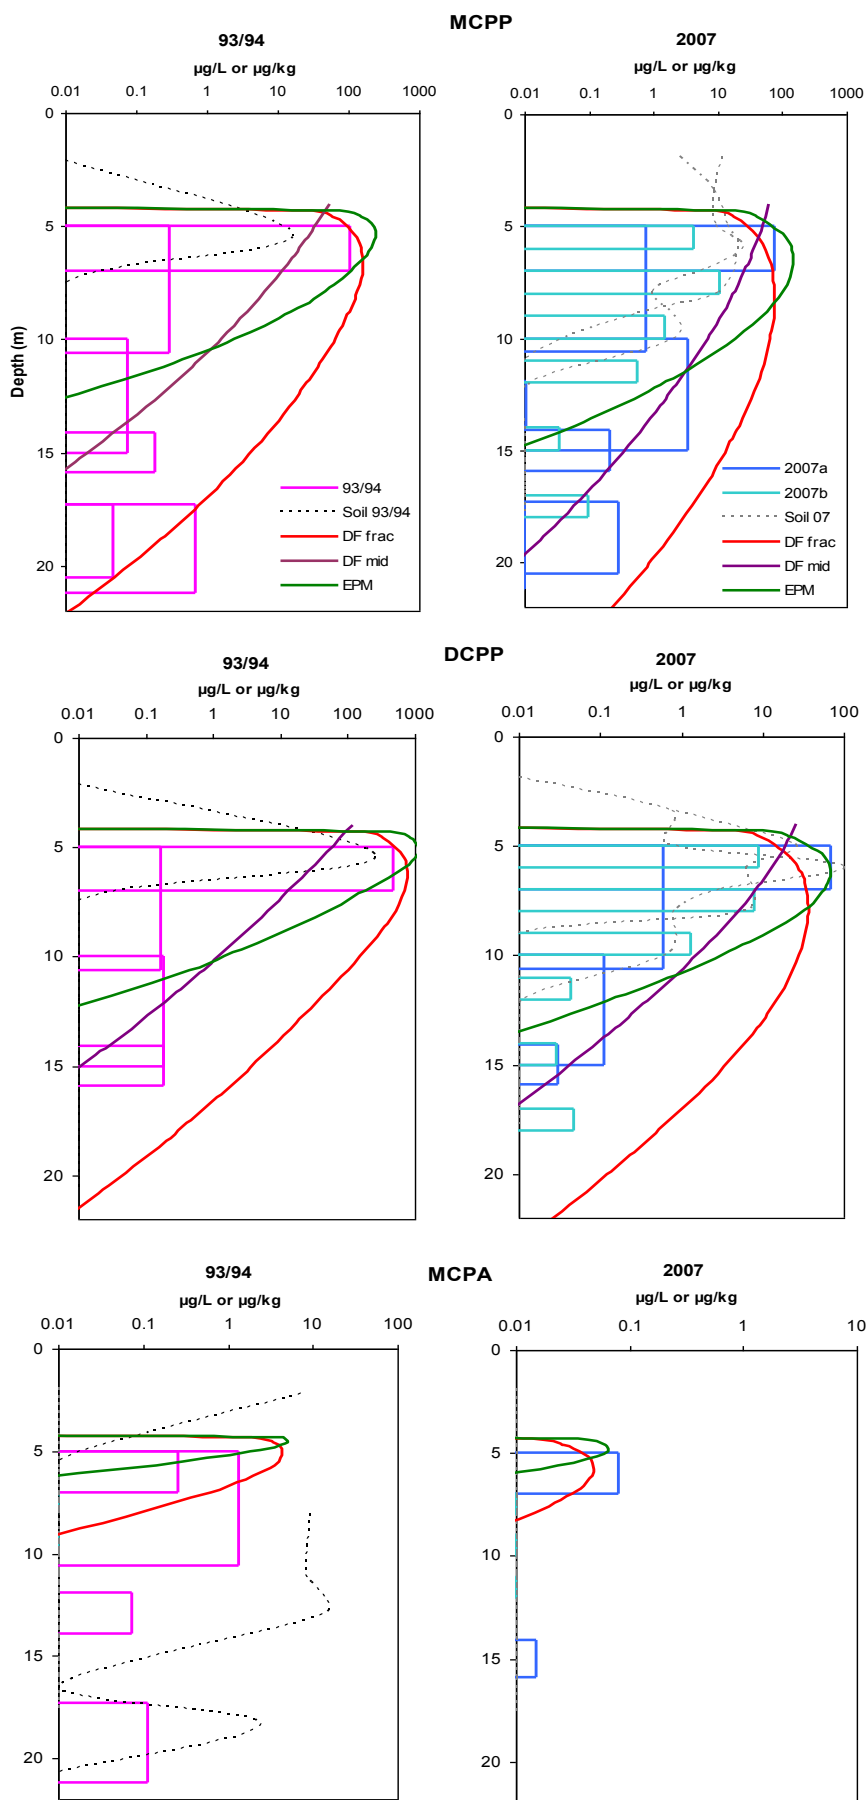 MCPP
93/94
2007
µg/L or µg/kg
µg/L or µg/kg
0.01 0.1 1 10 100 1000
0.01 0.1 1 10 100 1000
0
5
10
15
20
Depth (m)
93/94
Soil 93/94
DF frac
DF mid
EPM
0
5
10
15
20
2007a
2007b
Soil 07
DF frac
DF mid
EPM
DCPP
93/94
2007
µg/L or µg/kg
µg/L or µg/kg
0.01 0.1 1 10 100 1000
0.01 0.1 1 10 100
0
5
10
15
20
0
5
10
15
20
MCPA
93/94
2007
µg/L or µg/kg
µg/L or µg/kg
0.01 0.1 1 10 100
0.01 0.1 1 10
0
5
10
15
20
0
5
10
15
20